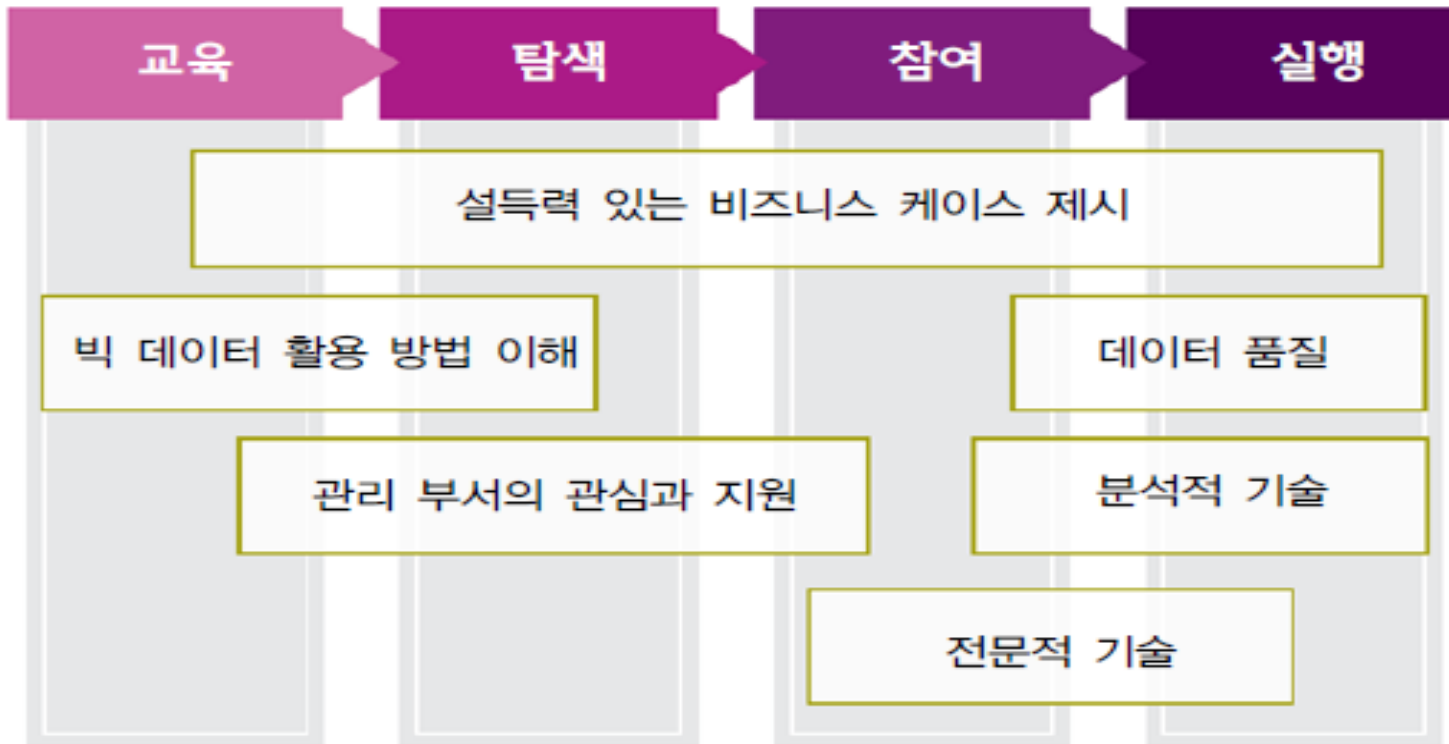 교육
탐색
참여
실행
설득력 있는 비즈니스 케이스 제시
빅 데이터 활용 방법 이해
데이터 품질
관리 부서의 관심과 지원
분석적 기술
전문적 기술